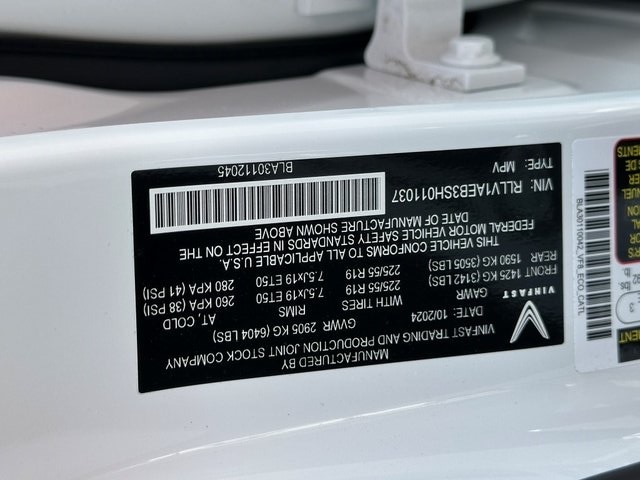 MANUFACTURED BY
VINFAST TRADING AND PRODUCTION JOINT STOCK COMPANY
10/2024
GVWR 2905 KG (6404 LBS)
VINFAST
GAWR WITH TIRES RIMS AT, COLD
FRONT 1425 KG (3142 LBS) 225/55 R19 7.5Jx19 ET50 260 KPA (38 PSI)
REAR 1590 KG (3505 LBS) 225/55 R19 7.5Jx19 ET50 280 KPA (41 PSI)
THIS VEHICLE CONFORMS TO ALL APPLICABLE U.S.A
FEDERAL MOTOR VEHICLE SAFETY STANDARDS IN EFFECT ON THE
DATE OF MANUFACTURE SHOWN ABOVE
VIN: RLLV1AEB3SH011037
TYPE: MPV
BLA30112045
BLA30110042_VF8_ECO_CATL
3